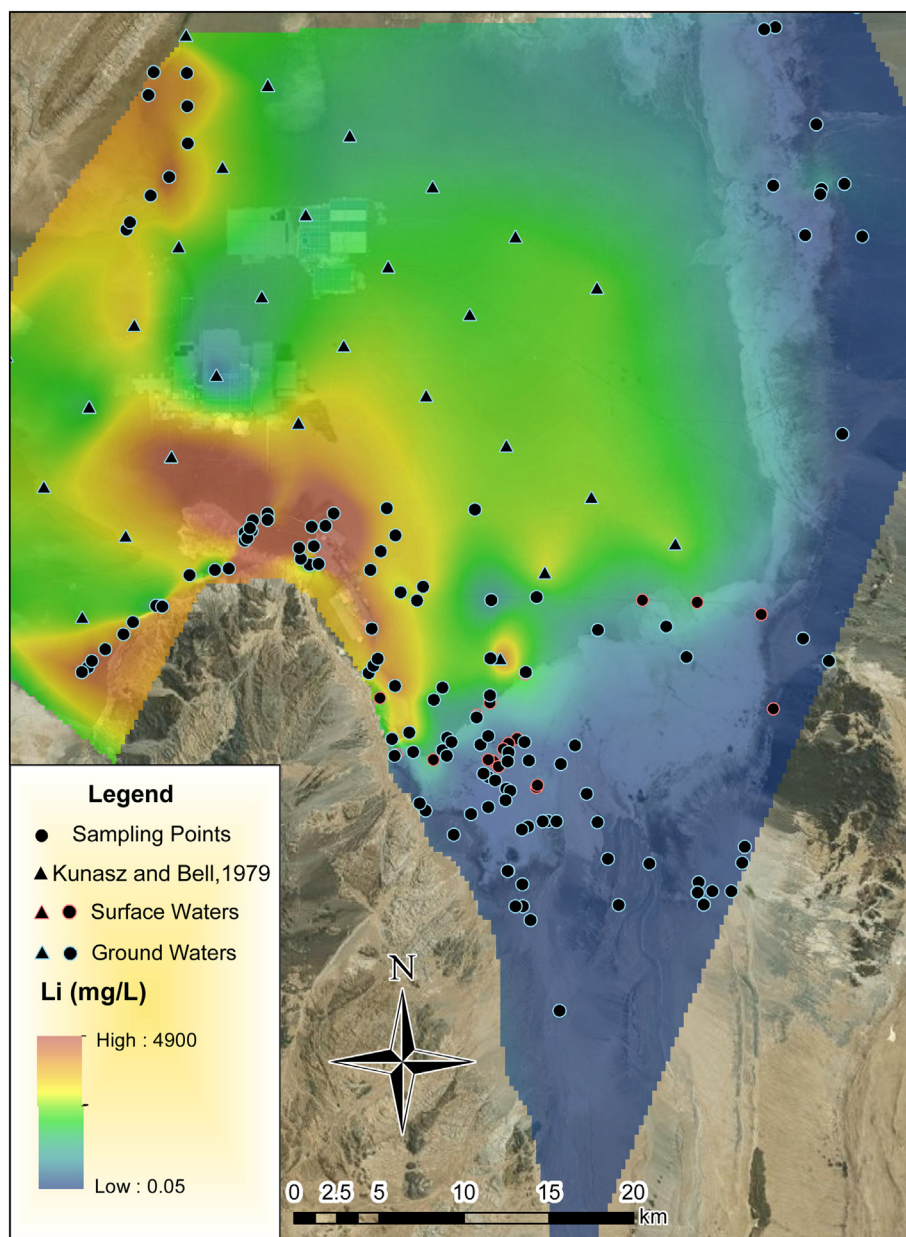 Legend
Sampling Points
Kunasz and Bell,1979
Surface Waters
Ground Waters
Li (mg/L)
High : 4900
Low : 0.05
N
0 2.5 5 10 15 20
km